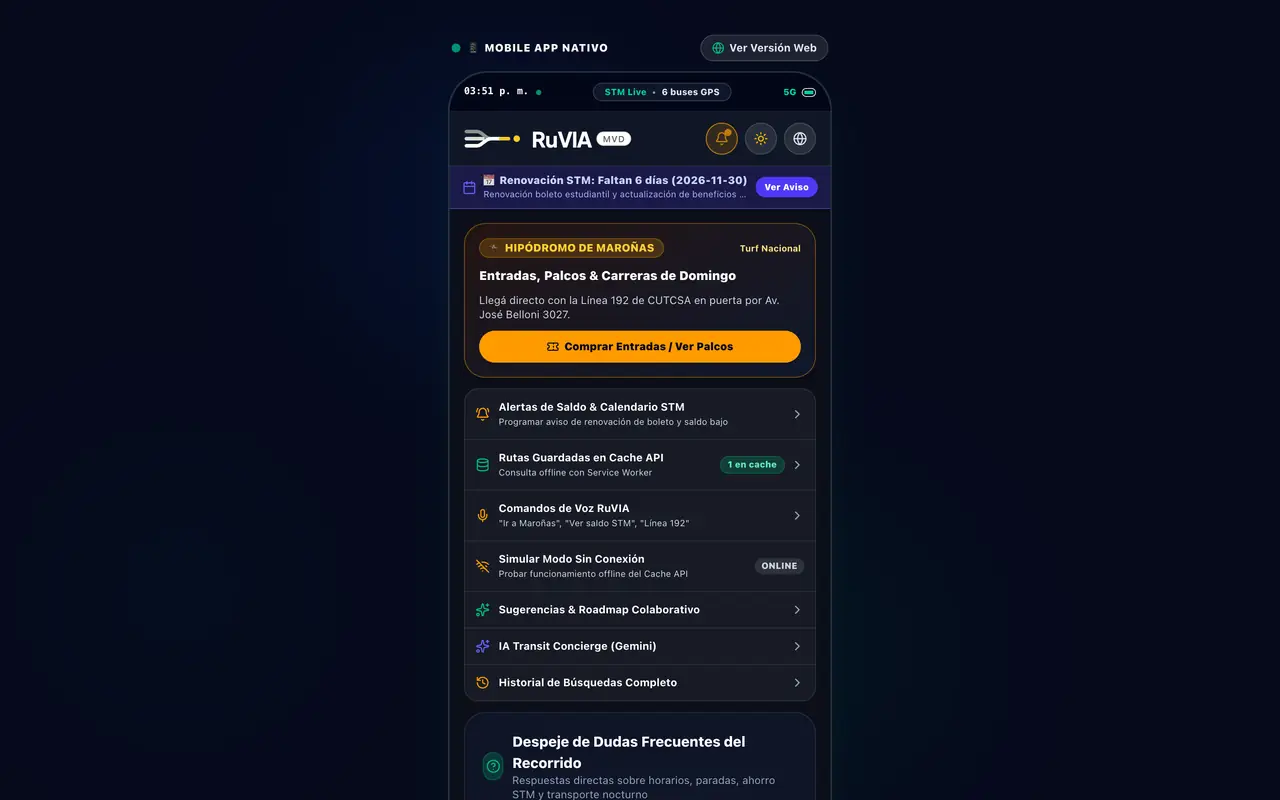 MOBILE APP NATIVO
Ver Versión Web
03:51 p. m.
STM Live • 6 buses GPS
5G
RuVIA MVD
Renovación STM: Faltan 6 días (2026-11-30)
Renovación boleto estudiantil y actualización de beneficios ...
Ver Aviso
HIPÓDROMO DE MAROÑAS
Turf Nacional
Entradas, Palcos & Carreras de Domingo
Llegá directo con la Línea 192 de CUTCSA en puerta por Av.
José Belloni 3027.
Comprar Entradas / Ver Palcos
Alertas de Saldo & Calendario STM
Programar aviso de renovación de boleto y saldo bajo
Rutas Guardadas en Cache API
Consulta offline con Service Worker
1 en cache
Comandos de Voz RuVIA
"Ir a Maroñas", "Ver saldo STM", "Línea 192"
Simular Modo Sin Conexión
Probar funcionamiento offline del Cache API
ONLINE
Sugerencias & Roadmap Colaborativo
IA Transit Concierge (Gemini)
Historial de Búsquedas Completo
Despeje de Dudas Frecuentes del
Recorrido
Respuestas directas sobre horarios, paradas, ahorro
STM y transporte nocturno